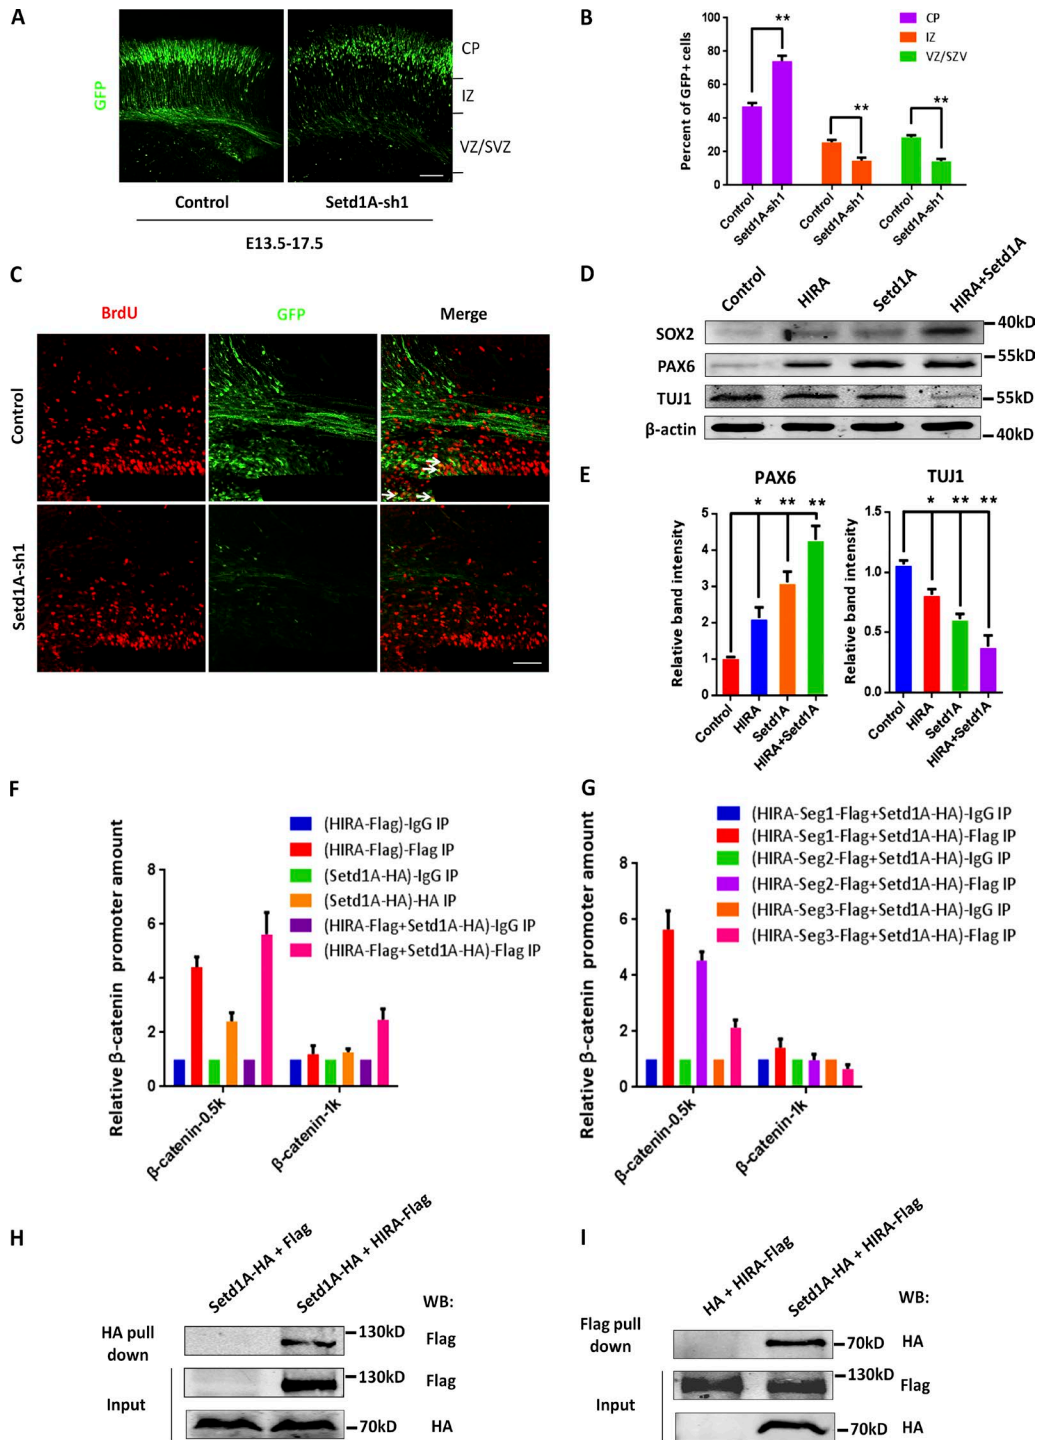 A
GFP
CP
IZ
VZ/SVZ
Control
Setd1A-sh1
E13.5-17.5
B
Percent of GFP+ cells
100
80
60
40
20
0
** ** **
CP
IZ
VZ/SZV
Control
Setd1A-sh1
Control
Setd1A-sh1
Control
Setd1A-sh1
C
BrdU
GFP
Merge
Control
Setd1A-sh1
D
Control
HIRA
Setd1A
HIRA+Setd1A
SOX2
40kD
PAX6
55kD
TUJ1
55kD
β-actin
40kD
E
PAX6
* ** **
Relative band intensity
5
4
3
2
1
0
Control
HIRA
Setd1A
HIRA+Setd1A
TUJ1
* ** **
Relative band intensity
1.5
1.0
0.5
0.0
Control
HIRA
Setd1A
HIRA+Setd1A
F
(HIRA-Flag)-IgG IP
(HIRA-Flag)-Flag IP
(Setd1A-HA)-IgG IP
(Setd1A-HA)-HA IP
(HIRA-Flag+Setd1A-HA)-IgG IP
(HIRA-Flag+Setd1A-HA)-Flag IP
Relative β-catenin promoter amount
8
6
4
2
0
β-catenin-0.5k
β-catenin-1k
G
(HIRA-Seg1-Flag+Setd1A-HA)-IgG IP
(HIRA-Seg1-Flag+Setd1A-HA)-Flag IP
(HIRA-Seg2-Flag+Setd1A-HA)-IgG IP
(HIRA-Seg2-Flag+Setd1A-HA)-Flag IP
(HIRA-Seg3-Flag+Setd1A-HA)-IgG IP
(HIRA-Seg3-Flag+Setd1A-HA)-Flag IP
Relative β-catenin promoter amount
8
6
4
2
0
β-catenin-0.5k
β-catenin-1k
H
Setd1A-HA + Flag
Setd1A-HA + HIRA-Flag
WB:
HA pull down
130kD
Flag
Input
130kD
Flag
70kD
HA
I
HA + HIRA-Flag
Setd1A-HA + HIRA-Flag
WB:
Flag pull down
70kD
HA
Input
130kD
Flag
70kD
HA